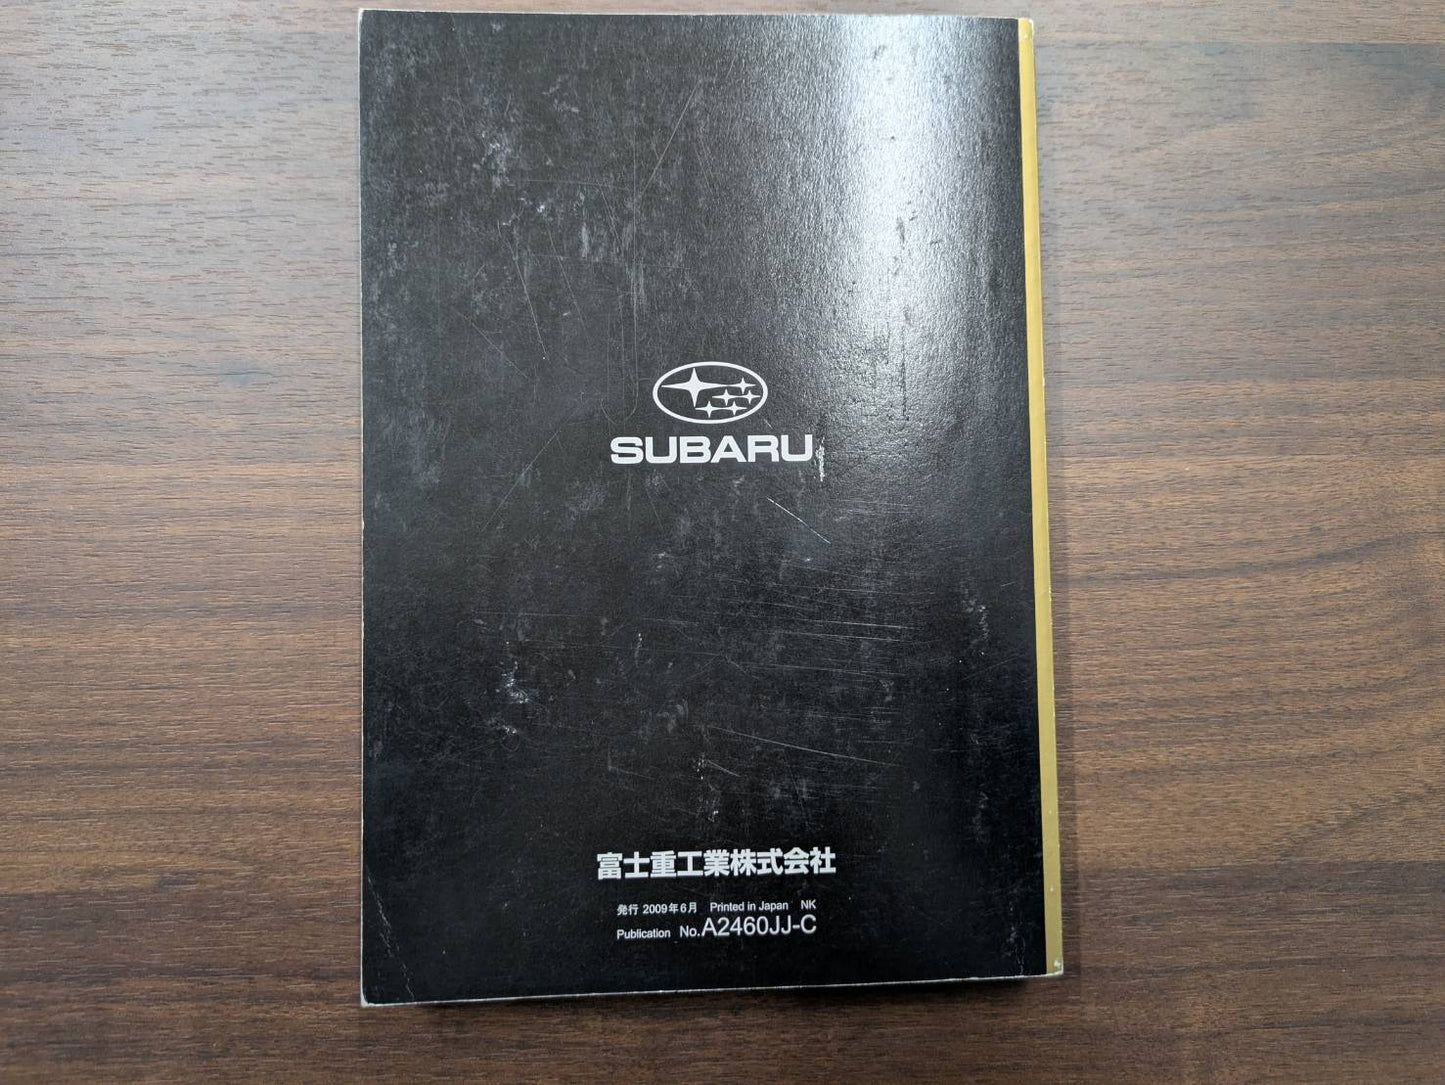 SUBARU
富士重工業株式会社
発行 2009年6月 Printed in Japan NK
Publication No.A2460JJ-C